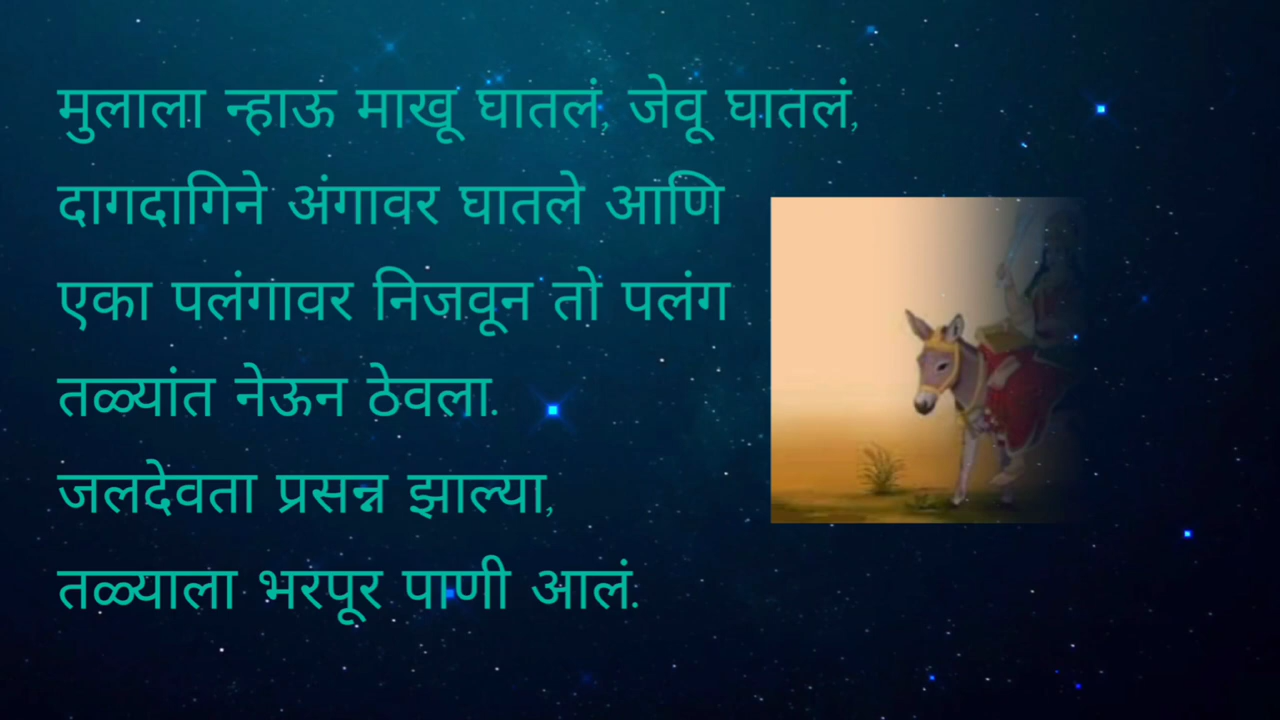 मुलाला न्हाऊ माखू घातलं, जेवू घातलं,
दागदागिने अंगावर घातले आणि
एका पलंगावर निजवून तो पलंग
तळ्यांत नेऊन ठेवला.
जलदेवता प्रसन्न झाल्या,
तळ्याला भरपूर पाणी आलं.